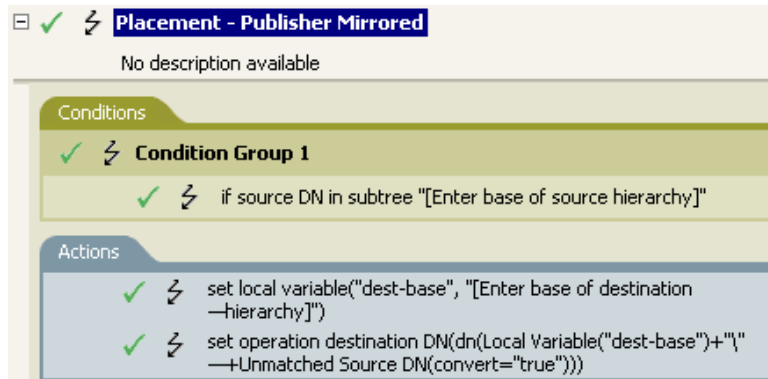 Placement - Publisher Mirrored
No description available
Conditions
Condition Group 1
if source DN in subtree "[Enter base of source hierarchy]"
Actions
set local variable("dest-base", "[Enter base of destination
—hierarchy]")
set operation destination DN(dn(Local Variable("dest-base")+"\"
—+Unmatched Source DN(convert="true")))